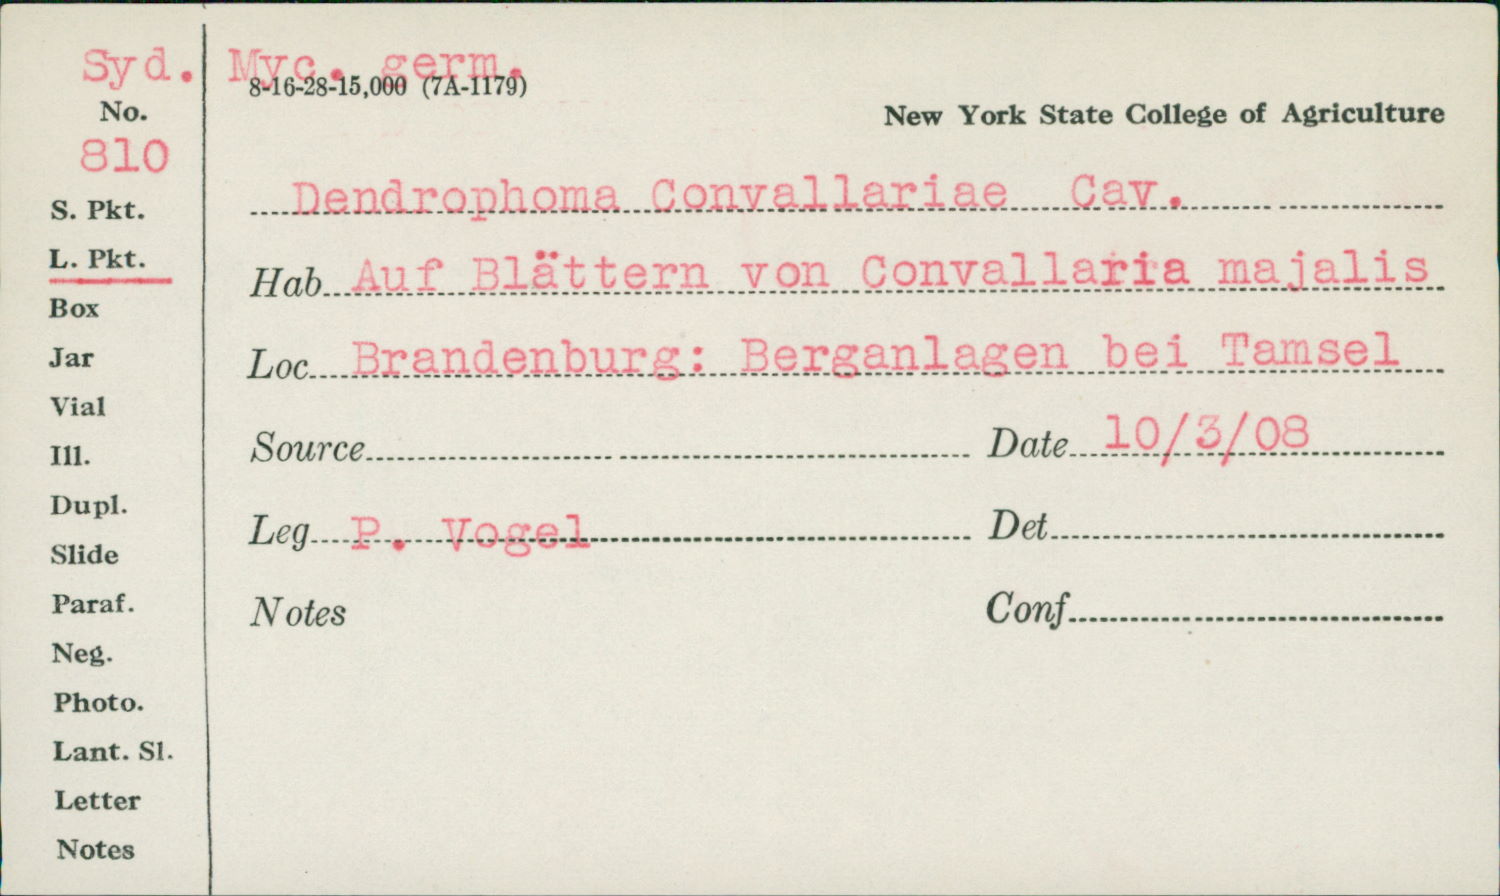 Syd. Myc. germ.
8-16-28-15,000 (7A-1179)
New York State College of Agriculture
No.
810
S. Pkt.
L. Pkt.
Box
Jar
Vial
Ill.
Dupl.
Slide
Paraf.
Neg.
Photo.
Lant. Sl.
Letter
Notes
Dendrophoma Convallariae Cav.
Hab. Auf Blättern von Convallaria majalis
Loc. Brandenburg: Berganlagen bei Tamsel
Source Date 10/3/08
Leg. P. Vogel Det.
Notes Conf.